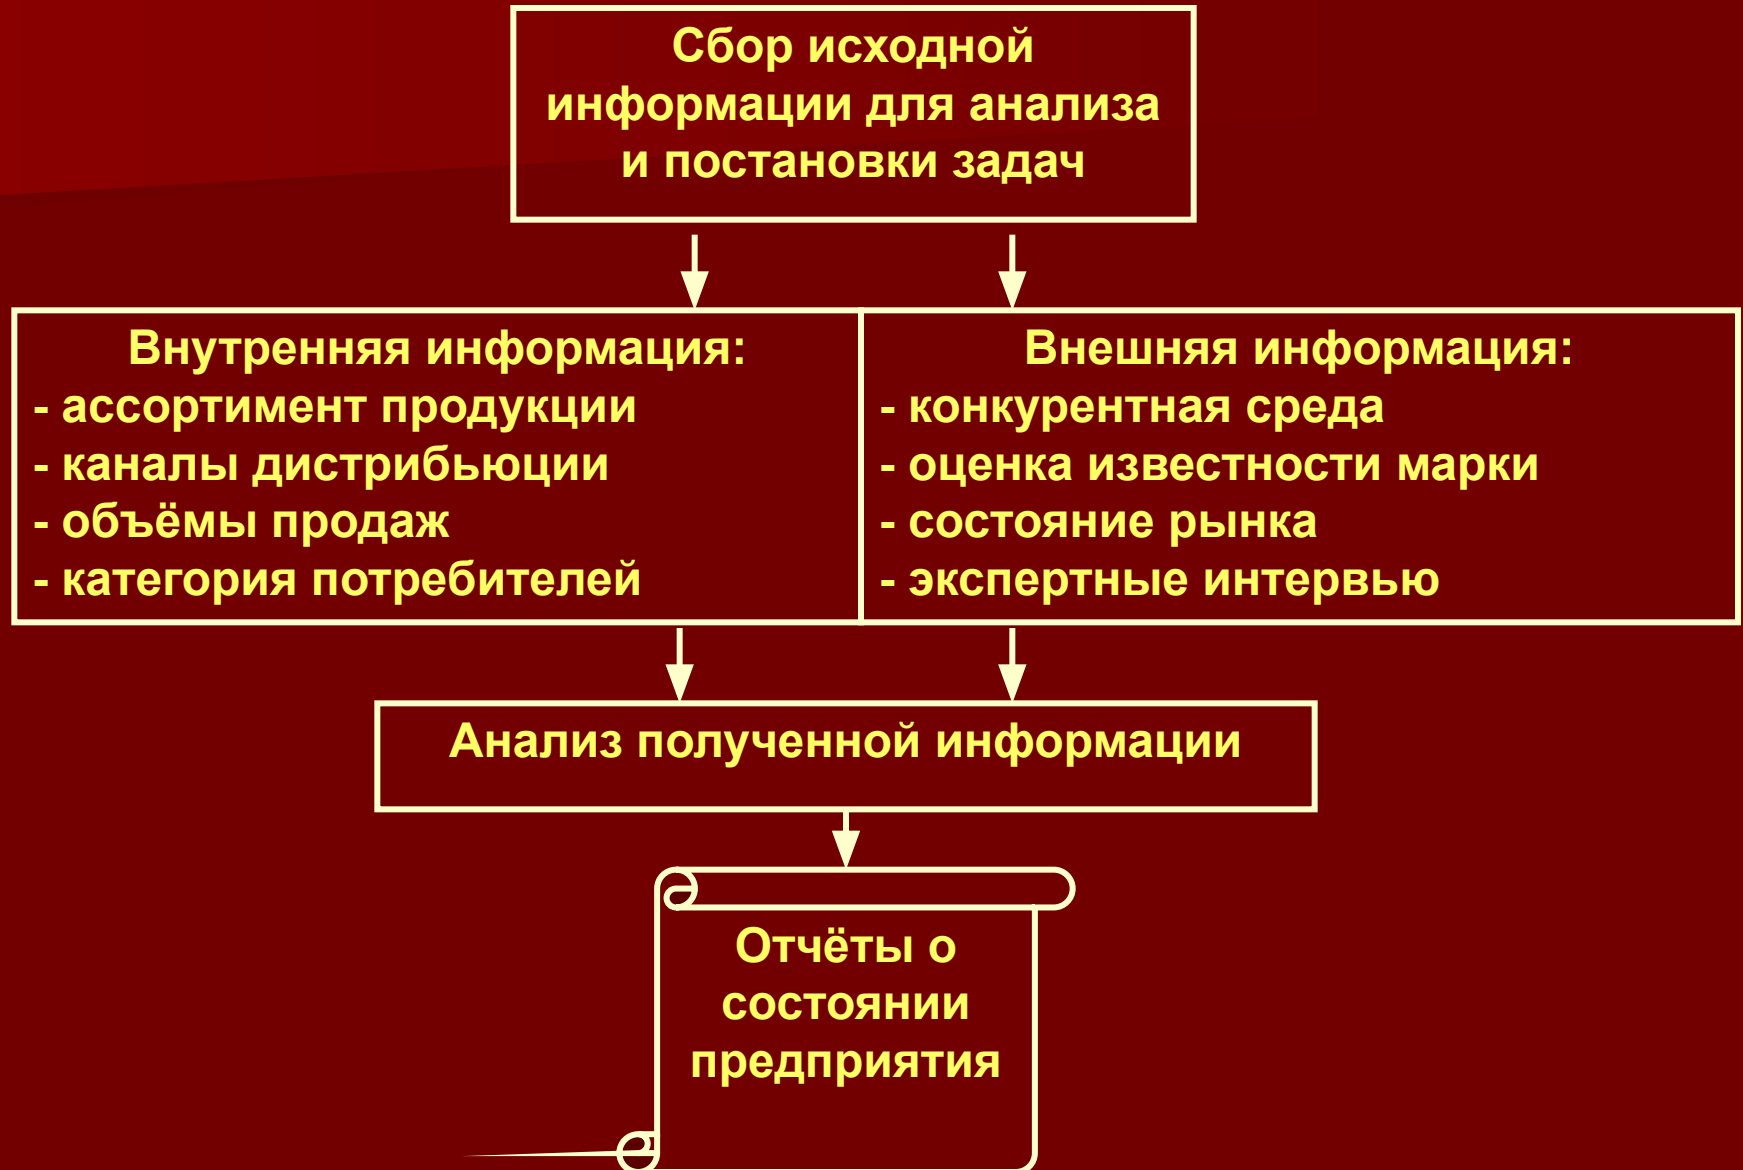 Сбор исходной
информации для анализа
и постановки задач
Внутренняя информация:
- ассортимент продукции
- каналы дистрибьюции
- объёмы продаж
- категория потребителей
Внешняя информация:
- конкурентная среда
- оценка известности марки
- состояние рынка
- экспертные интервью
Анализ полученной информации
Отчёты о
состоянии
предприятия